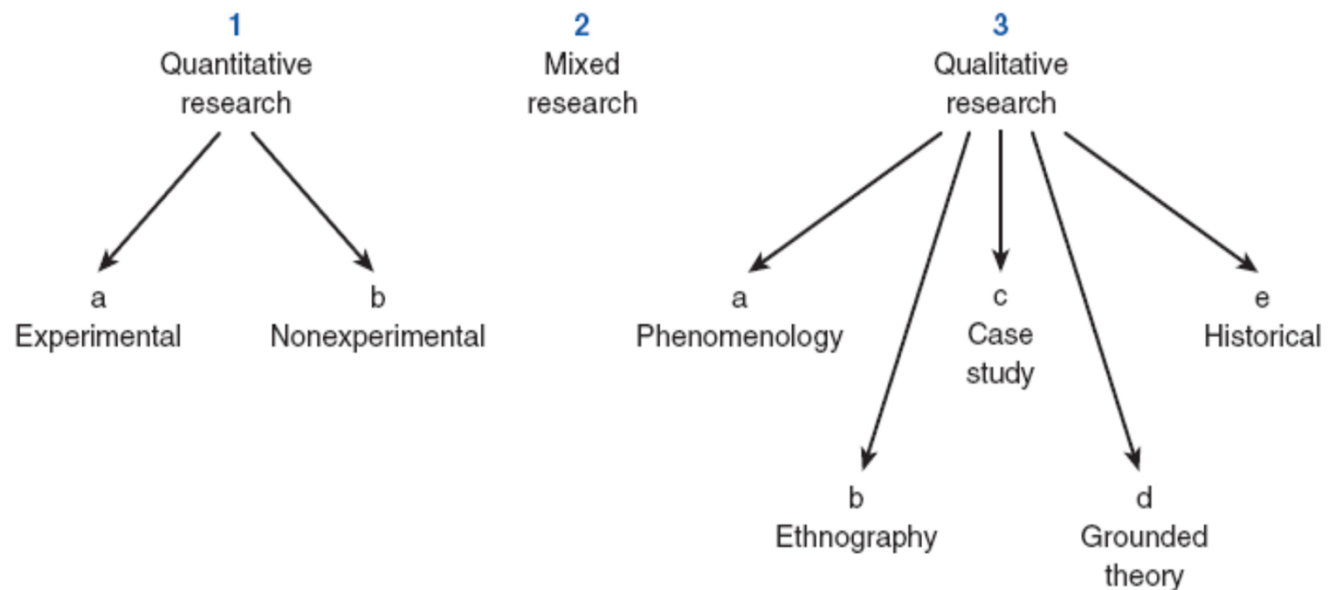 1
Quantitative
research
2
Mixed
research
3
Qualitative
research
a
Experimental
b
Nonexperimental
a
Phenomenology
c
Case
study
e
Historical
b
Ethnography
d
Grounded
theory